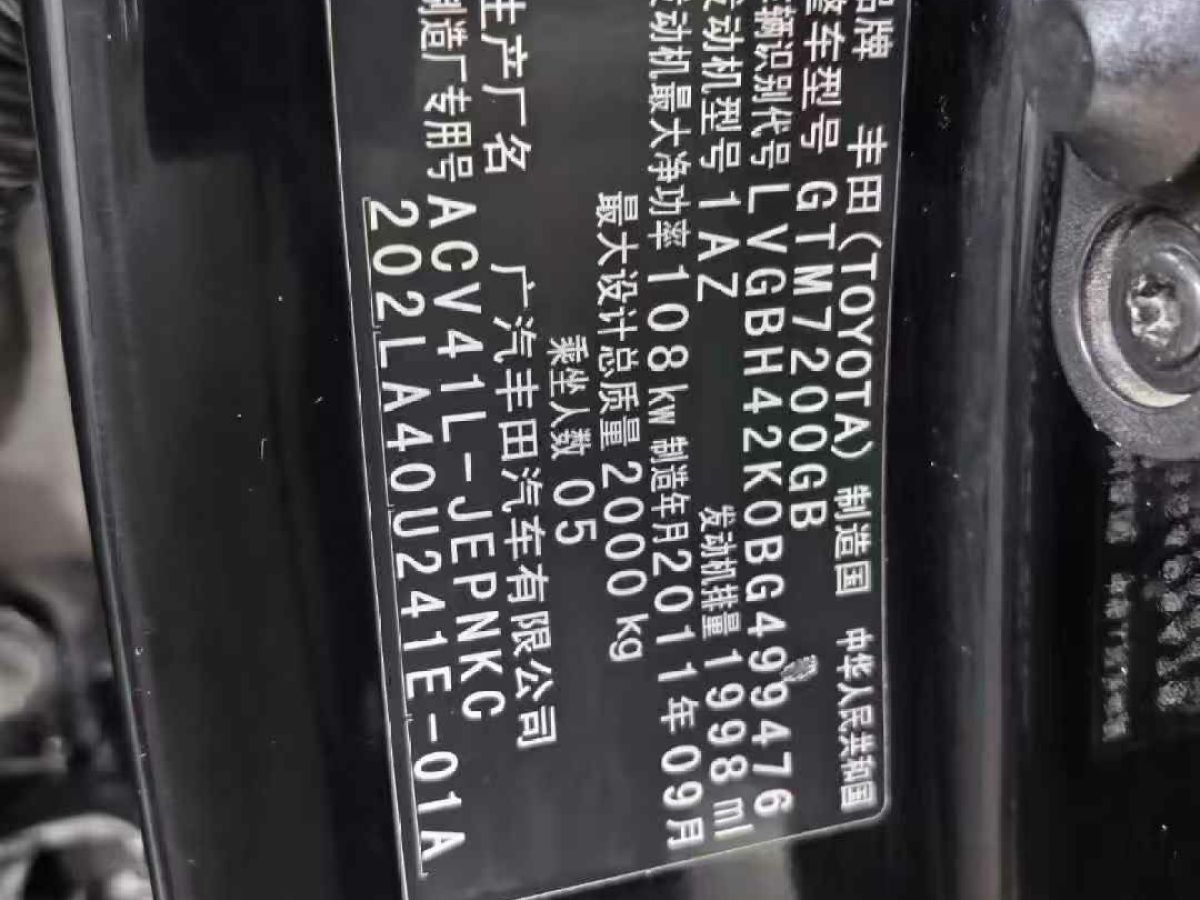 品牌 丰田(TOYOTA) 制造国 中华人民共和国
整车型号 GTM7200GB
车辆识别代号 LVGBH42K0BG499476
发动机型号 1AZ 发动机排量 1998 ml
发动机最大净功率 108kW 制造年月 2011年09月
最大设计总质量 2000kg
乘坐人数 05
生产厂名 广汽丰田汽车有限公司
制造厂专用号 ACV41L-JEPNKC
202LA40U241E-01A